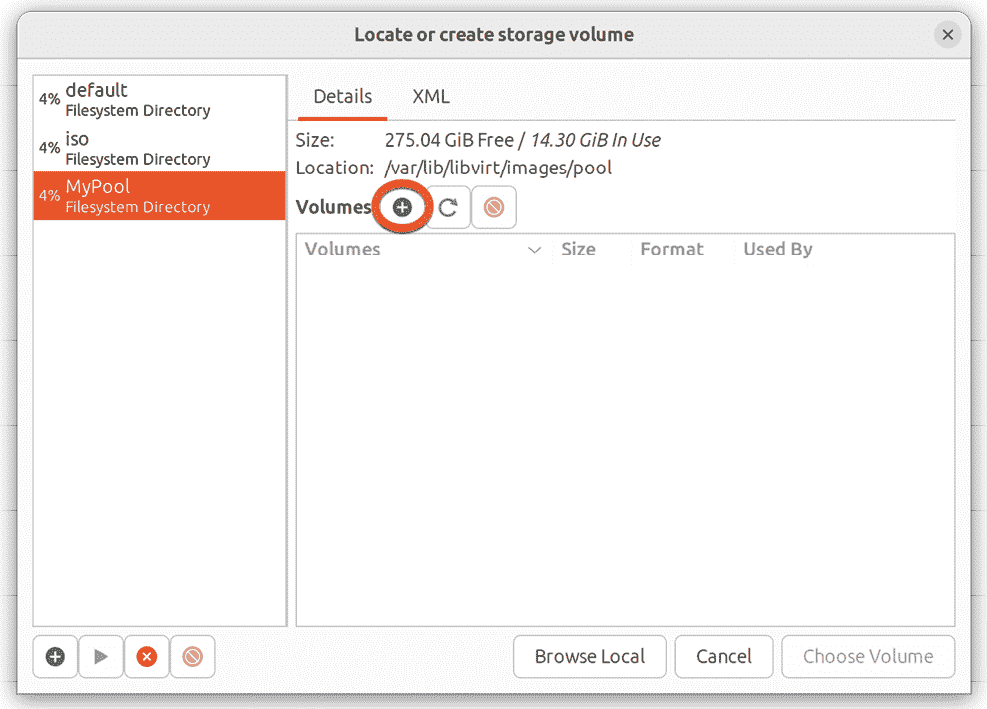 Locate or create storage volume
4% default
Filesystem Directory
4% iso
Filesystem Directory
4% MyPool
Filesystem Directory
Details XML
Size: 275.04 GiB Free / 14.30 GiB In Use
Location: /var/lib/libvirt/images/pool
Volumes
Volumes Size Format Used By
Browse Local Cancel Choose Volume